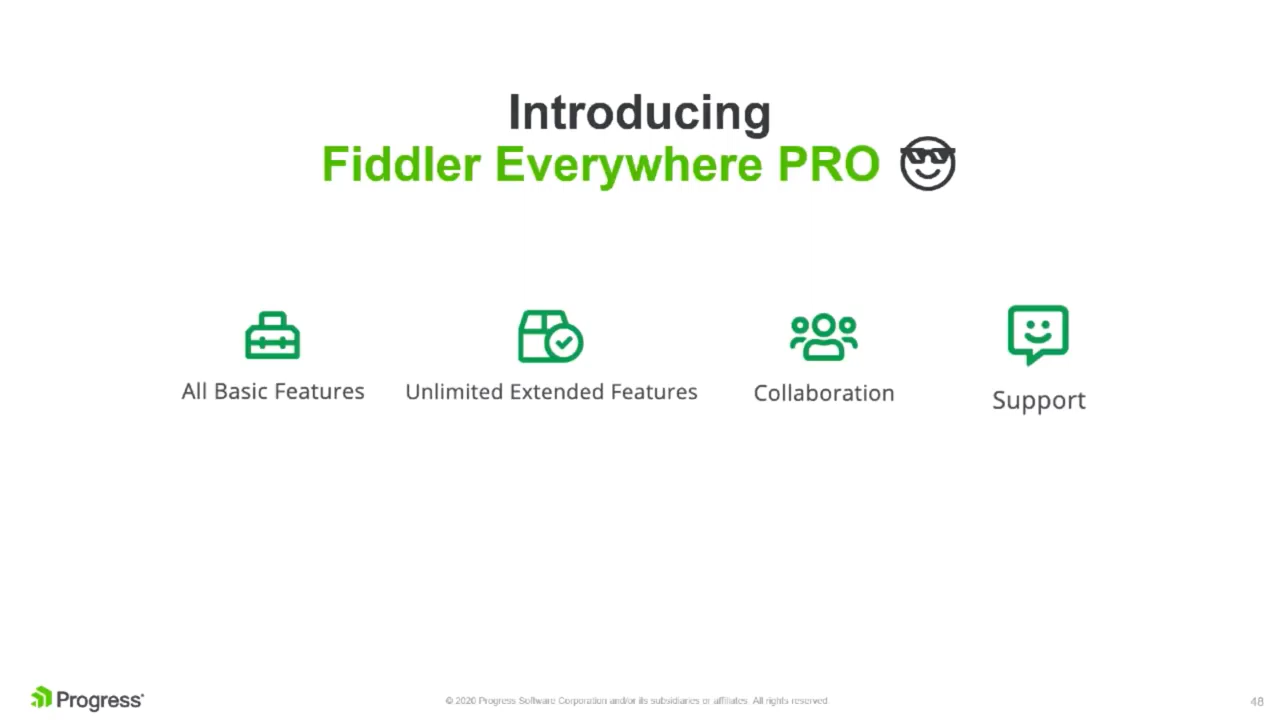 Introducing
Fiddler Everywhere PRO
All Basic Features
Unlimited Extended Features
Collaboration
Support
Progress
© 2020 Progress Software Corporation and/or its subsidiaries or affiliates. All rights reserved.
48